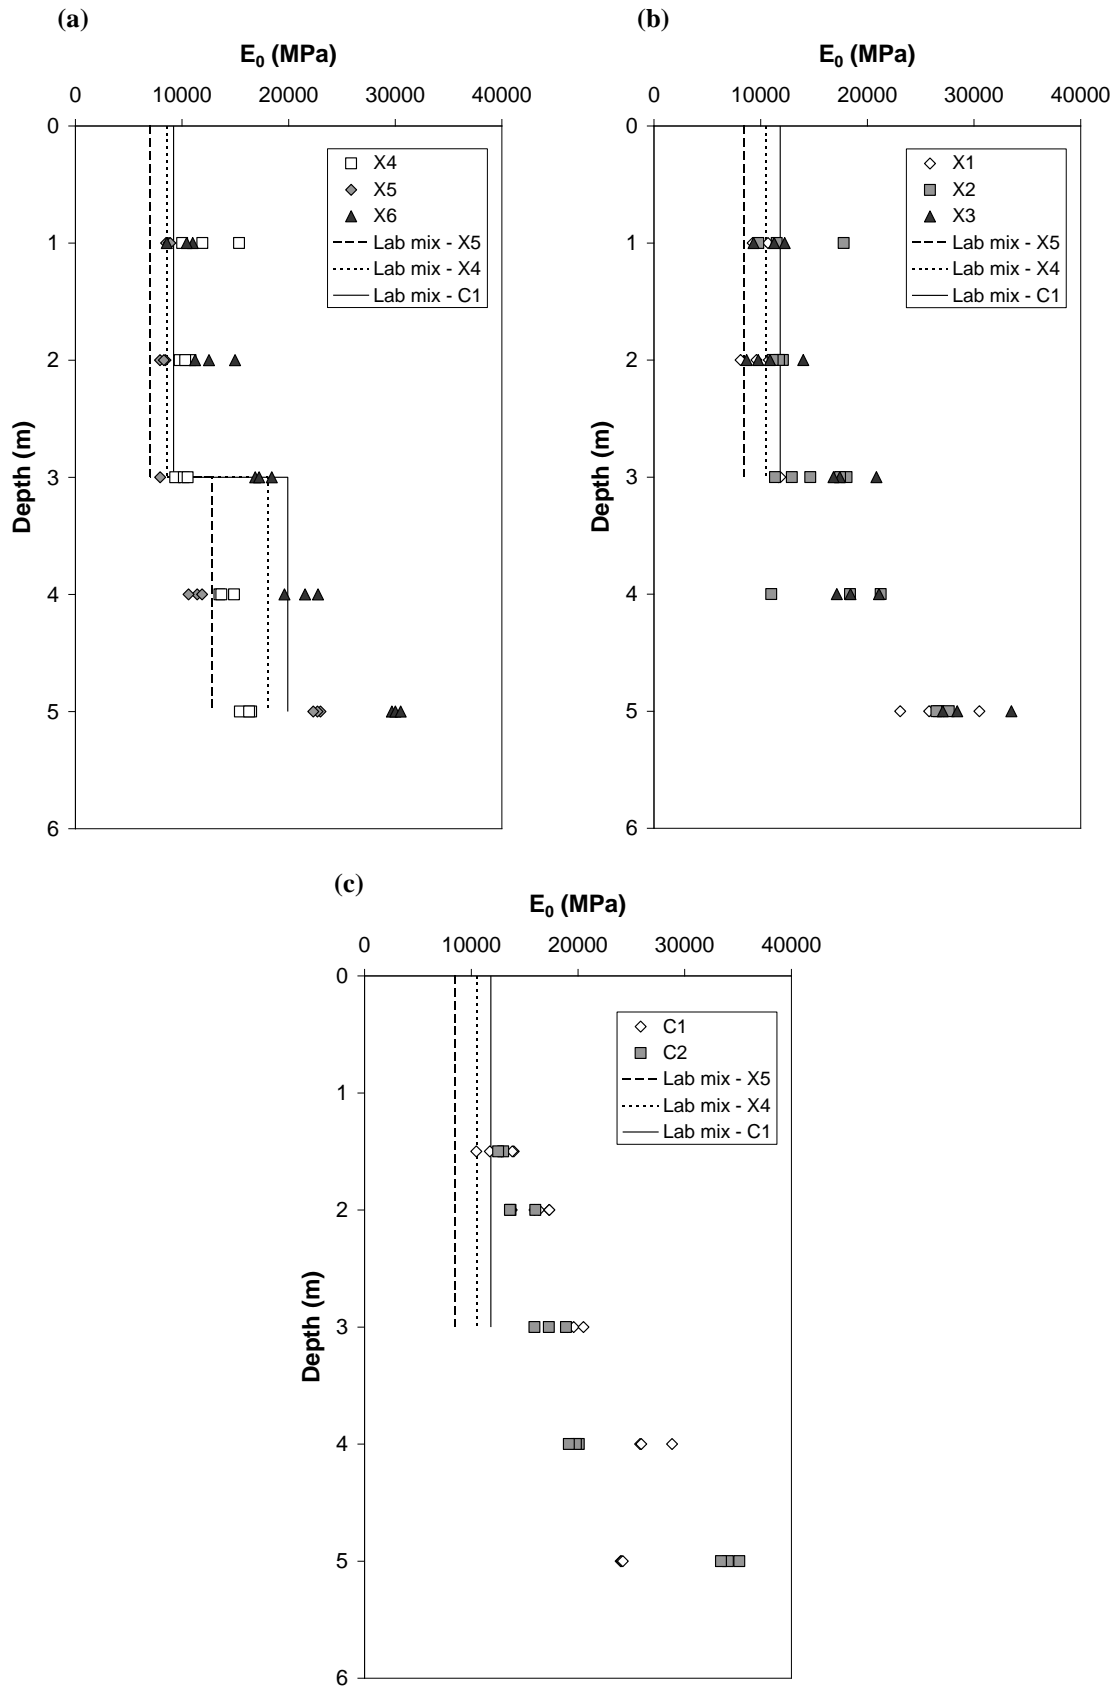 (a)
E₀ (MPa)
0 10000 20000 30000 40000
0
1
2
3
4
5
6
Depth (m)
X4
X5
X6
Lab mix - X5
Lab mix - X4
Lab mix - C1
(b)
E₀ (MPa)
0 10000 20000 30000 40000
0
1
2
3
4
5
6
Depth (m)
X1
X2
X3
Lab mix - X5
Lab mix - X4
Lab mix - C1
(c)
E₀ (MPa)
0 10000 20000 30000 40000
0
1
2
3
4
5
6
Depth (m)
C1
C2
Lab mix - X5
Lab mix - X4
Lab mix - C1